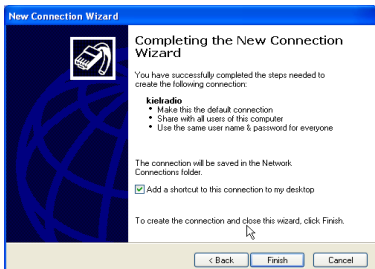 New Connection Wizard
Completing the New Connection
Wizard
You have successfully completed the steps needed to
create the following connection:
kielradio
• Make this the default connection
• Share with all users of this computer
• Use the same user name & password for everyone
The connection will be saved in the Network
Connections folder.
Add a shortcut to this connection to my desktop
To create the connection and close this wizard, click Finish.
< Back
Finish
Cancel